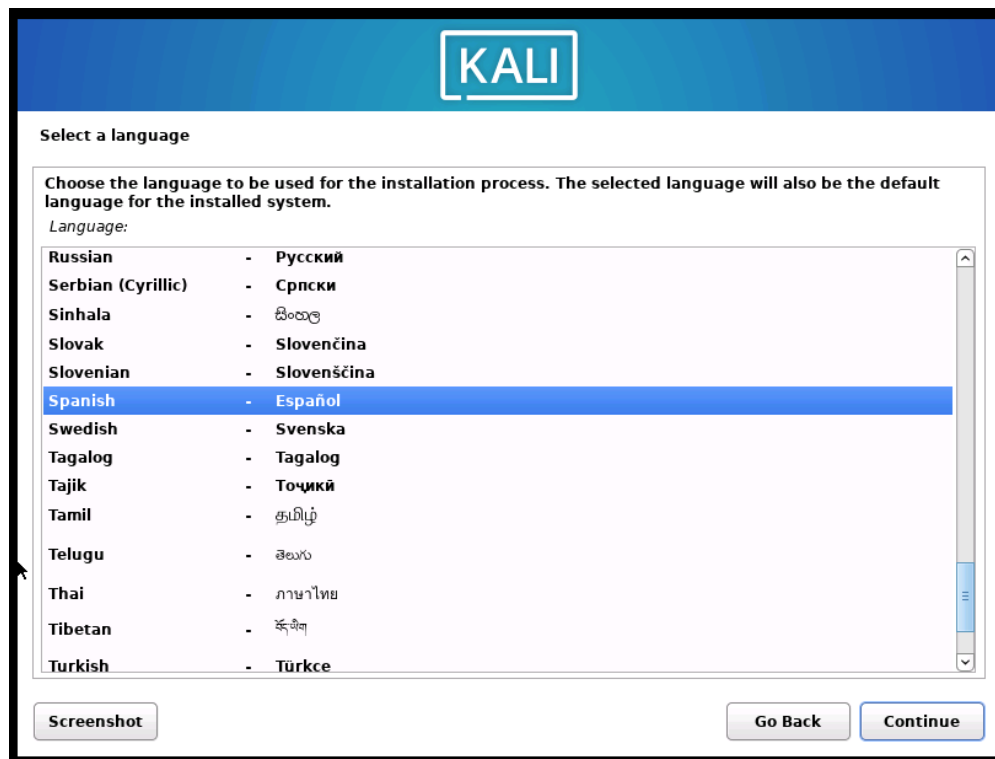 KALI
Select a language
Choose the language to be used for the installation process. The selected language will also be the default
language for the installed system.
Language:
Russian - Русский
Serbian (Cyrillic) - Српски
Sinhala - සිංහල
Slovak - Slovenčina
Slovenian - Slovenščina
Spanish - Español
Swedish - Svenska
Tagalog - Tagalog
Tajik - Тоҷикӣ
Tamil - தமிழ்
Telugu - తెలుగు
Thai - ภาษาไทย
Tibetan - བོད་ཡིག
Turkish - Türkçe
Screenshot
Go Back
Continue